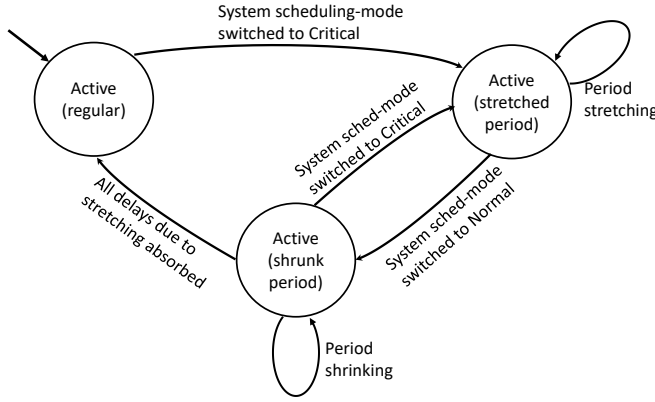 System scheduling-mode
switched to Critical
Active
(regular)
Active
(stretched
period)
Period
stretching
System sched-mode
switched to Critical
System sched-mode
switched to Normal
All delays due to
stretching absorbed
Active
(shrunk
period)
Period
shrinking